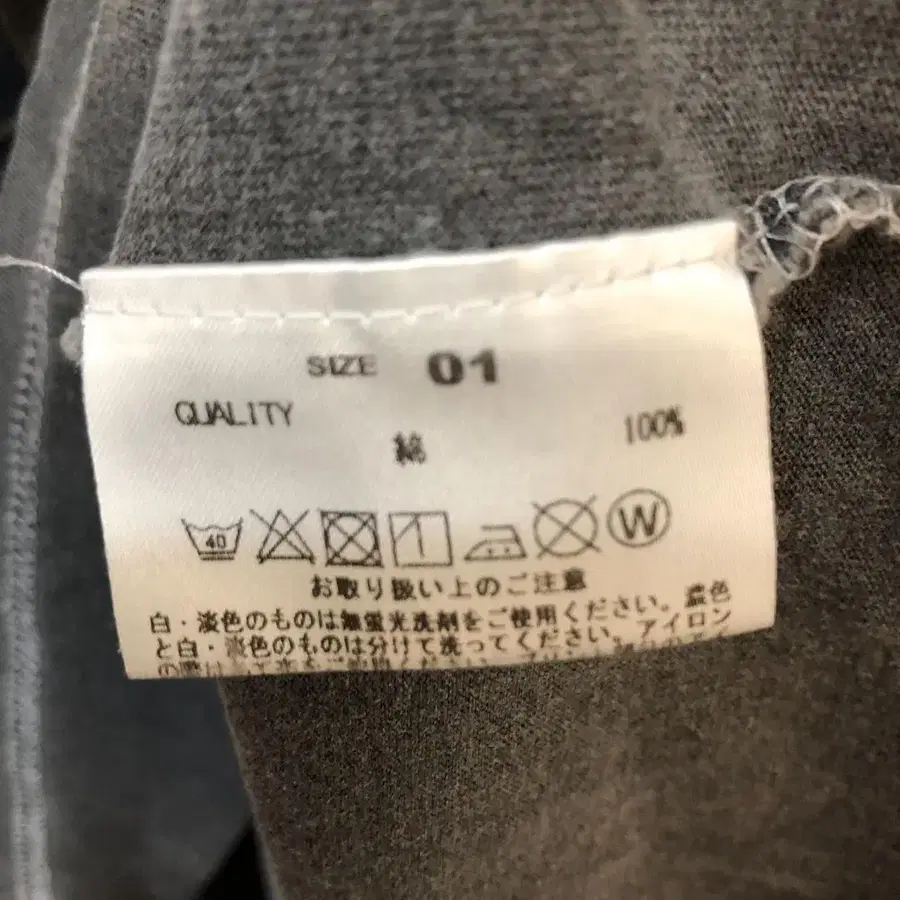 SIZE 01
QUALITY
綿 100%
40 W
お取り扱い上のご注意
白・淡色のものは無蛍光洗剤をご使用ください。濃色
と白・淡色のものは分けて洗ってください。アイロン